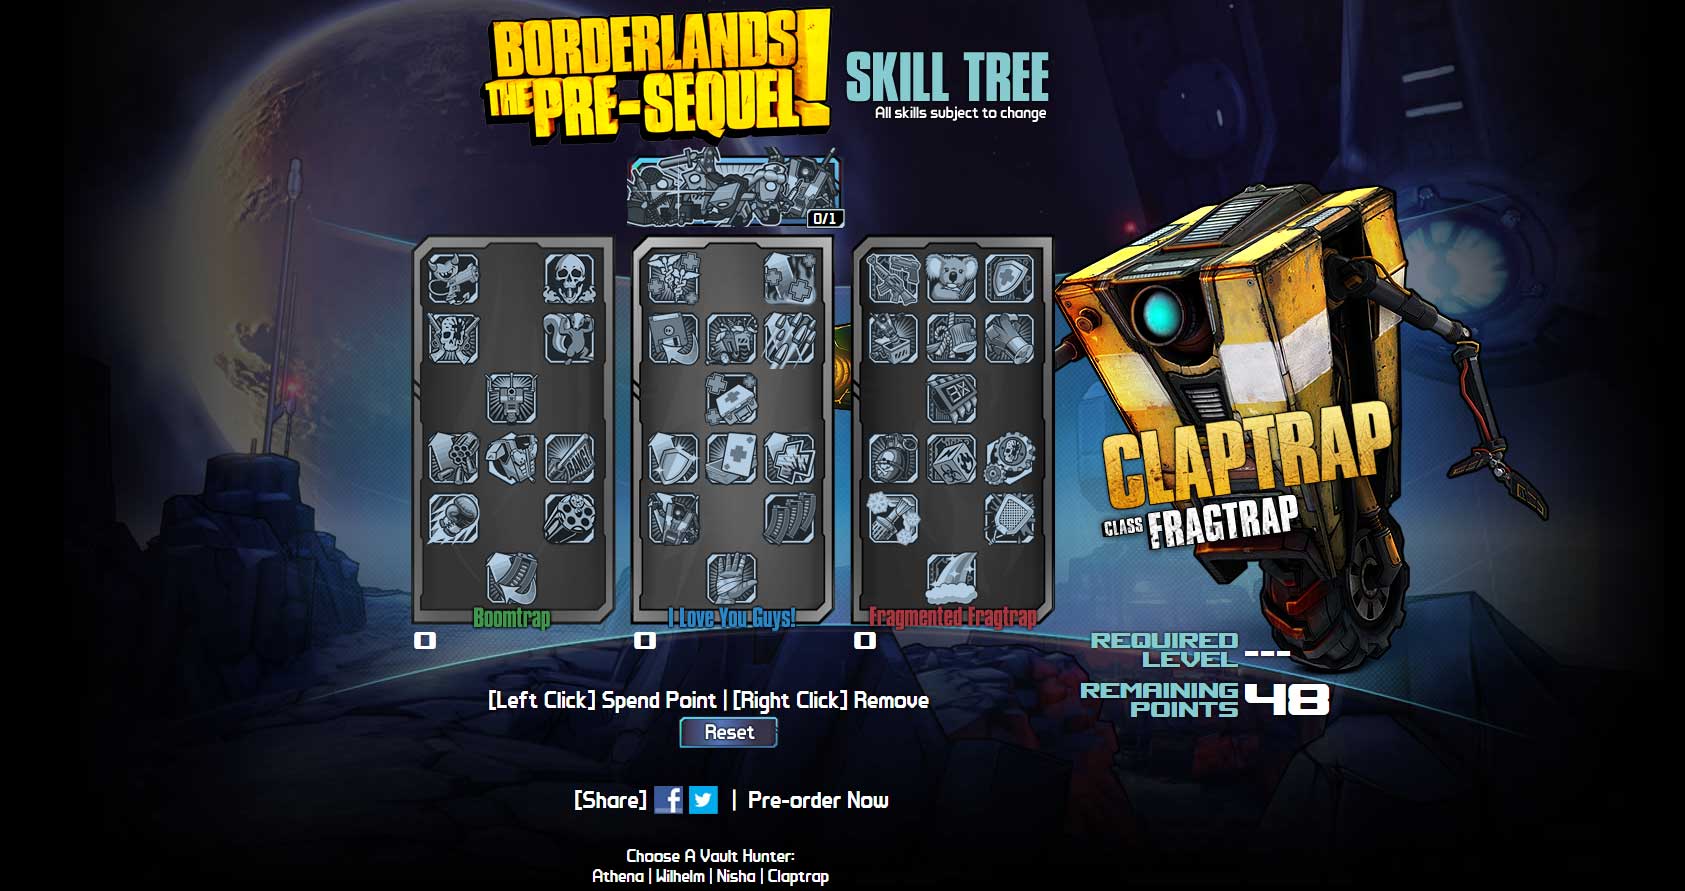 BORDERLANDS
THE PRE-SEQUEL!
SKILL TREE
All skills subject to change
0/1
3X
BANG!
Boomtrap
I Love You Guys!
Fragmented Fragtrap
0
0
0
CLAPTRAP
CLASS FRAGTRAP
REQUIRED
LEVEL ---
REMAINING
POINTS 48
[Left Click] Spend Point | [Right Click] Remove
Reset
[Share] f | Pre-order Now
Choose A Vault Hunter:
Athena | Wilhelm | Nisha | Claptrap